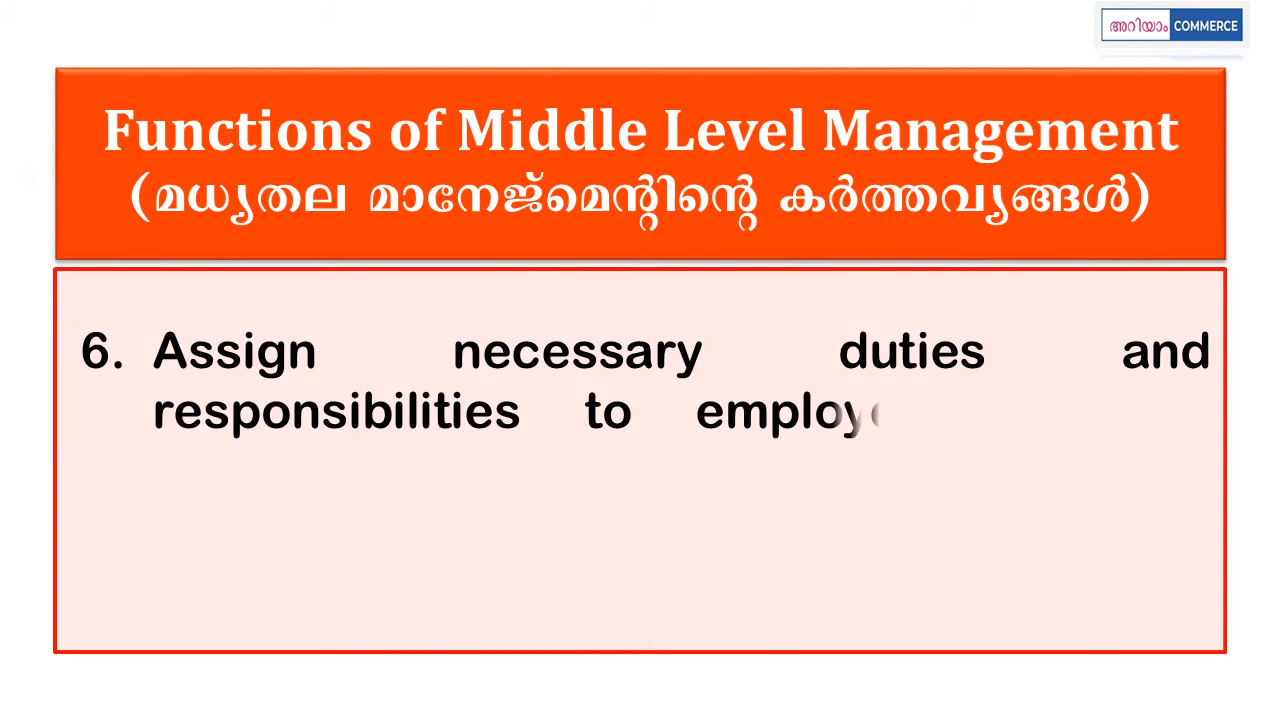 അറിയാം COMMERCE
Functions of Middle Level Management
(മധ്യതല മാനേജ്മെന്റിന്റെ കർത്തവ്യങ്ങൾ)
6. Assign necessary duties and
responsibilities to